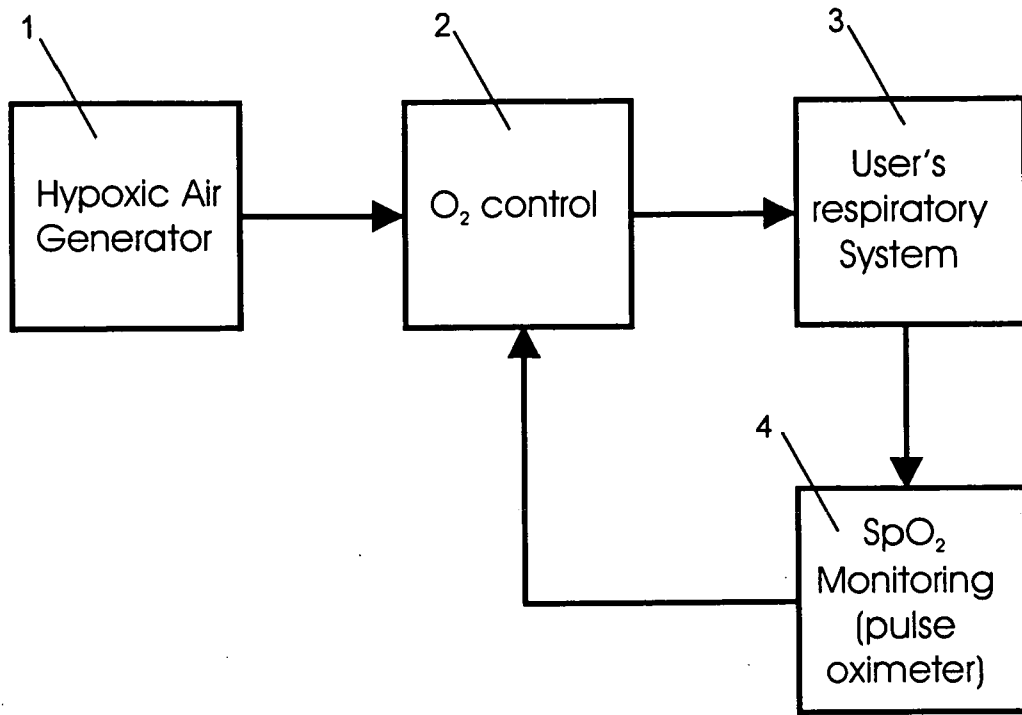 1
2
3
Hypoxic Air
Generator
O₂ control
User's
respiratory
System
4
SpO₂
Monitoring
(pulse
oximeter)